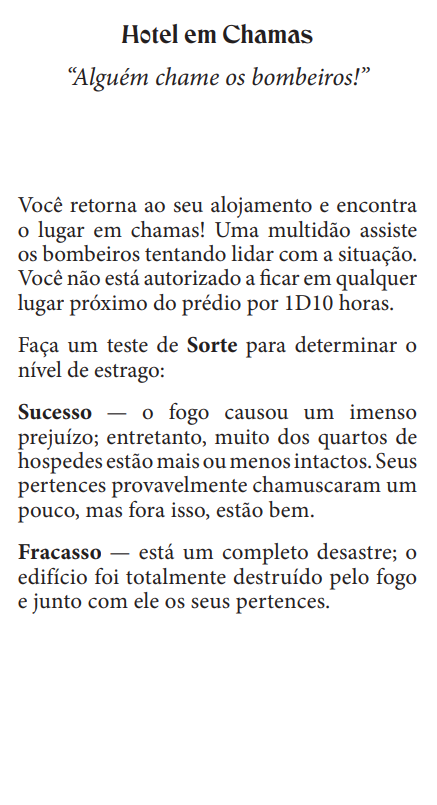 Hotel em Chamas
“Alguém chame os bombeiros!”
Você retorna ao seu alojamento e encontra
o lugar em chamas! Uma multidão assiste
os bombeiros tentando lidar com a situação.
Você não está autorizado a ficar em qualquer
lugar próximo do prédio por 1D10 horas.
Faça um teste de Sorte para determinar o
nível de estrago:
Sucesso — o fogo causou um imenso
prejuízo; entretanto, muito dos quartos de
hospedes estão mais ou menos intactos. Seus
pertences provavelmente chamuscaram um
pouco, mas fora isso, estão bem.
Fracasso — está um completo desastre; o
edifício foi totalmente destruído pelo fogo
e junto com ele os seus pertences.